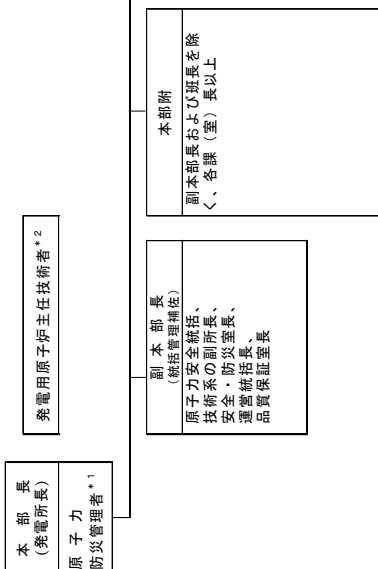 本部長
(発電所長)
原子力
防災管理者*1
発電用原子炉主任技術者*2
副本部長
(統括管理補佐)
原子力安全統括、
技術系の副所長、
安全・防災室長、
運営統括長、
品質保証室長
本部附
副本部長および班長を除
く、各課(室)長以上